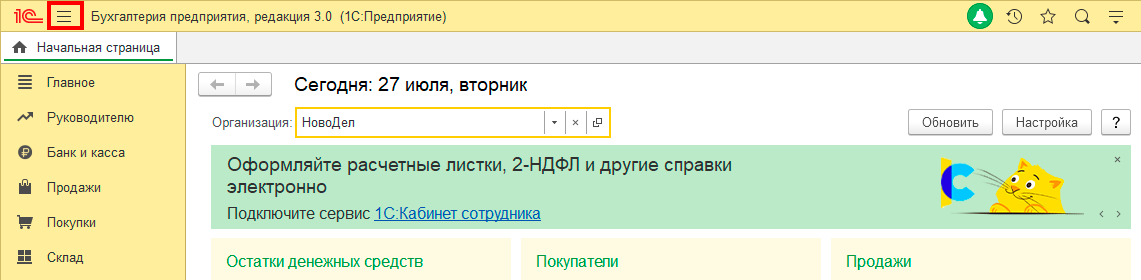 1С Бухгалтерия предприятия, редакция 3.0 (1С:Предприятие)
Начальная страница
Главное
Руководителю
Банк и касса
Продажи
Покупки
Склад
Сегодня: 27 июля, вторник
Организация: НовоДел
Обновить
Настройка
?
Оформляйте расчетные листки, 2-НДФЛ и другие справки
электронно
Подключите сервис 1С:Кабинет сотрудника
Остатки денежных средств
Покупатели
Продажи